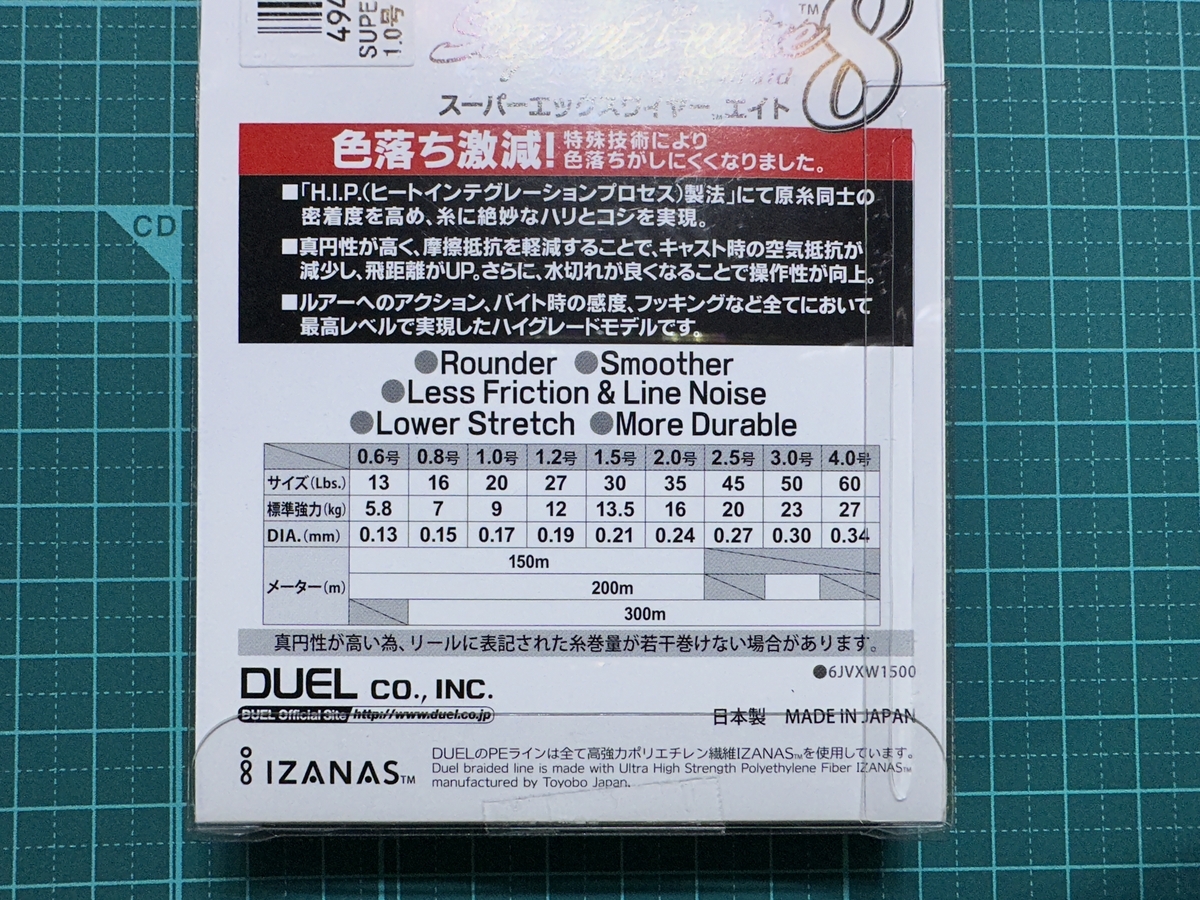 494
SUPE
1.0号
TM
8
スーパーエックスワイヤー™エイト
色落ち激減!
特殊技術により
色落ちがしにくくなりました。
■「H.I.P.(ヒートインテグレーションプロセス)製法」にて原糸同士の
密着度を高め、糸に絶妙なハリとコシを実現。
■真円性が高く、摩擦抵抗を軽減することで、キャスト時の空気抵抗が
減少し、飛距離がUP。さらに、水切れが良くなることで操作性が向上。
■ルアーへのアクション、バイト時の感度、フッキングなど全てにおいて
最高レベルで実現したハイグレードモデルです。
●Rounder ●Smoother
●Less Friction & Line Noise
●Lower Stretch ●More Durable
0.6号 0.8号 1.0号 1.2号 1.5号 2.0号 2.5号 3.0号 4.0号
サイズ(Lbs.) 13 16 20 27 30 35 45 50 60
標準強力(kg) 5.8 7 9 12 13.5 16 20 23 27
DIA.(mm) 0.13 0.15 0.17 0.19 0.21 0.24 0.27 0.30 0.34
150m
メーター(m) 200m
300m
真円性が高い為、リールに表記された糸巻量が若干巻けない場合があります。
●6JVXW1500
DUEL CO., INC.
DUEL Official Site http://www.duel.co.jp
日本製 MADE IN JAPAN
IZANAS™
DUELのPEラインは全て高強力ポリエチレン繊維IZANAS™を使用しています。
Duel braided line is made with Ultra High Strength Polyethylene Fiber IZANAS™
manufactured by Toyobo Japan.
CD